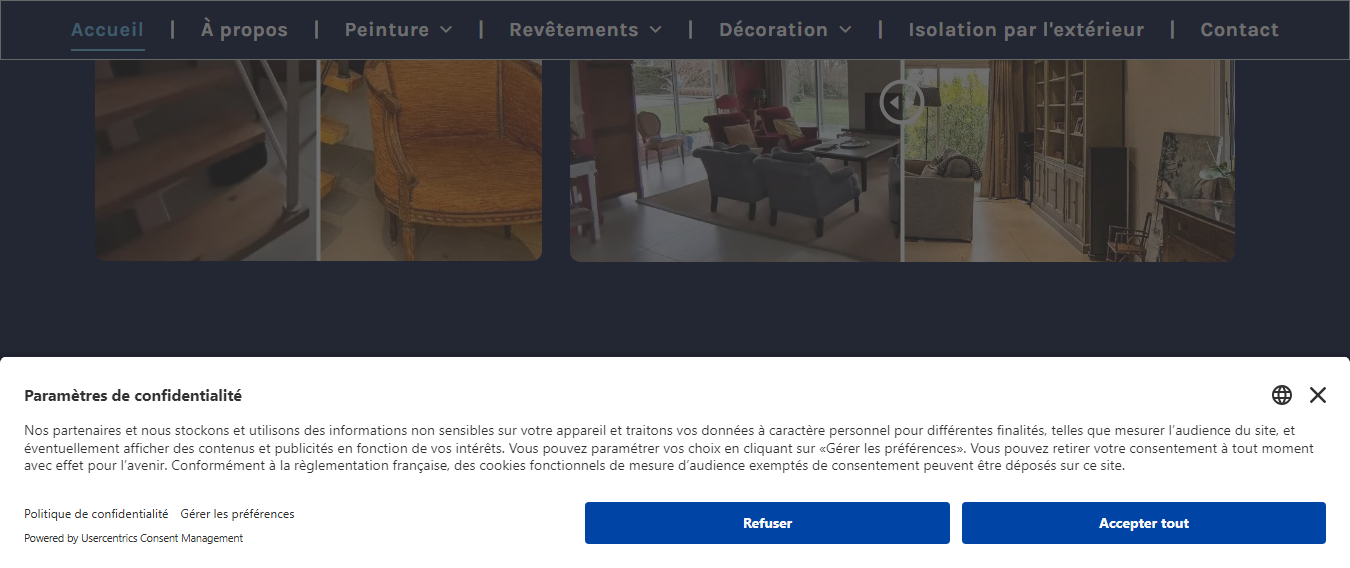 Accueil | À propos | Peinture | Revêtements | Décoration | Isolation par l'extérieur | Contact
Paramètres de confidentialité
Nos partenaires et nous stockons et utilisons des informations non sensibles sur votre appareil et traitons vos données à caractère personnel pour différentes finalités, telles que mesurer l’audience du site, et
éventuellement afficher des contenus et publicités en fonction de vos intérêts. Vous pouvez paramétrer vos choix en cliquant sur «Gérer les préférences». Vous pouvez retirer votre consentement à tout moment
avec effet pour l’avenir. Conformément à la règlementation française, des cookies fonctionnels de mesure d’audience exemptés de consentement peuvent être déposés sur ce site.
Politique de confidentialité Gérer les préférences
Powered by Usercentrics Consent Management
Refuser
Accepter tout